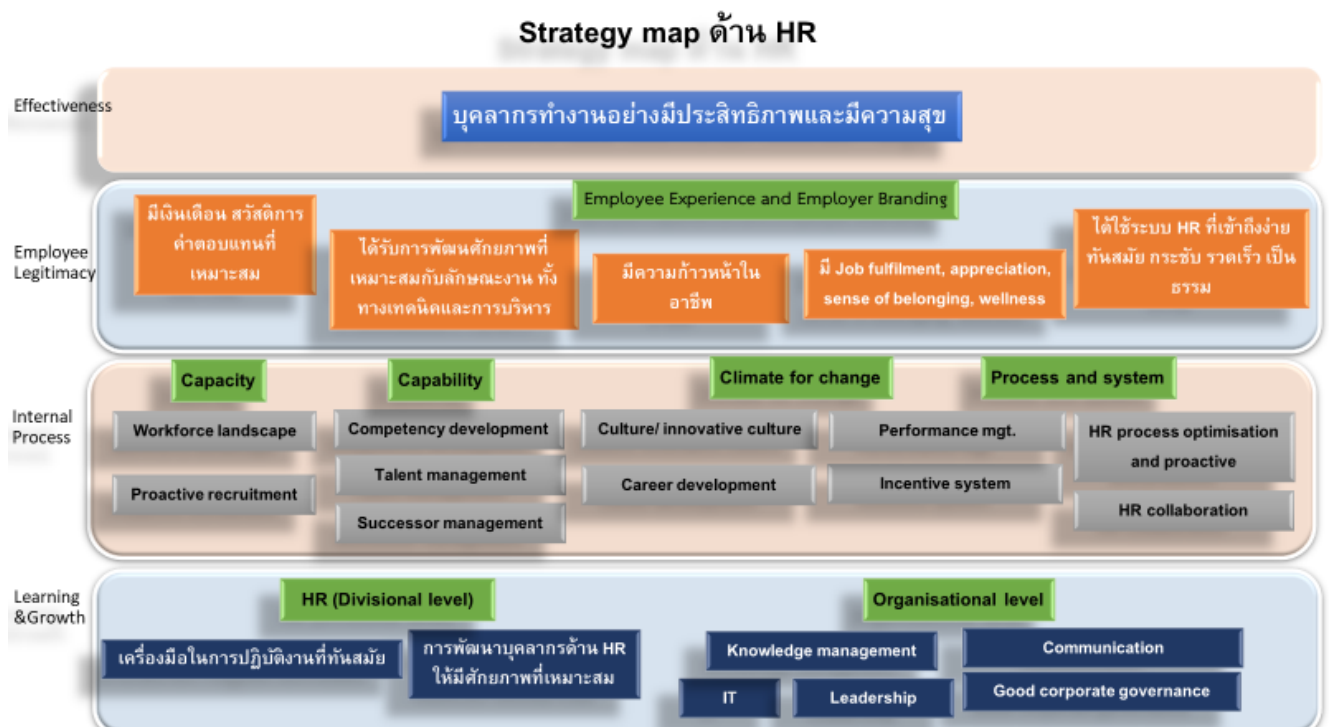 Strategy map ด้าน HR
Effectiveness
บุคลากรทำงานอย่างมีประสิทธิภาพและมีความสุข
Employee
Legitimacy
Employee Experience and Employer Branding
มีเงินเดือน สวัสดิการ
ค่าตอบแทนที่
เหมาะสม
ได้รับการพัฒนศักยภาพที่
เหมาะสมกับลักษณะงาน ทั้ง
ทางเทคนิคและการบริหาร
มีความก้าวหน้าใน
อาชีพ
มี Job fulfilment, appreciation,
sense of belonging, wellness
ได้ใช้ระบบ HR ที่เข้าถึงง่าย
ทันสมัย กระชับ รวดเร็ว เป็น
ธรรม
Internal
Process
Capacity
Workforce landscape
Proactive recruitment
Capability
Competency development
Talent management
Successor management
Climate for change
Culture/ innovative culture
Career development
Performance mgt.
Incentive system
Process and system
HR process optimisation
and proactive
HR collaboration
Learning
&Growth
HR (Divisional level)
เครื่องมือในการปฏิบัติงานที่ทันสมัย
การพัฒนาบุคลากรด้าน HR
ให้มีศักยภาพที่เหมาะสม
Organisational level
Knowledge management
Communication
IT
Leadership
Good corporate governance